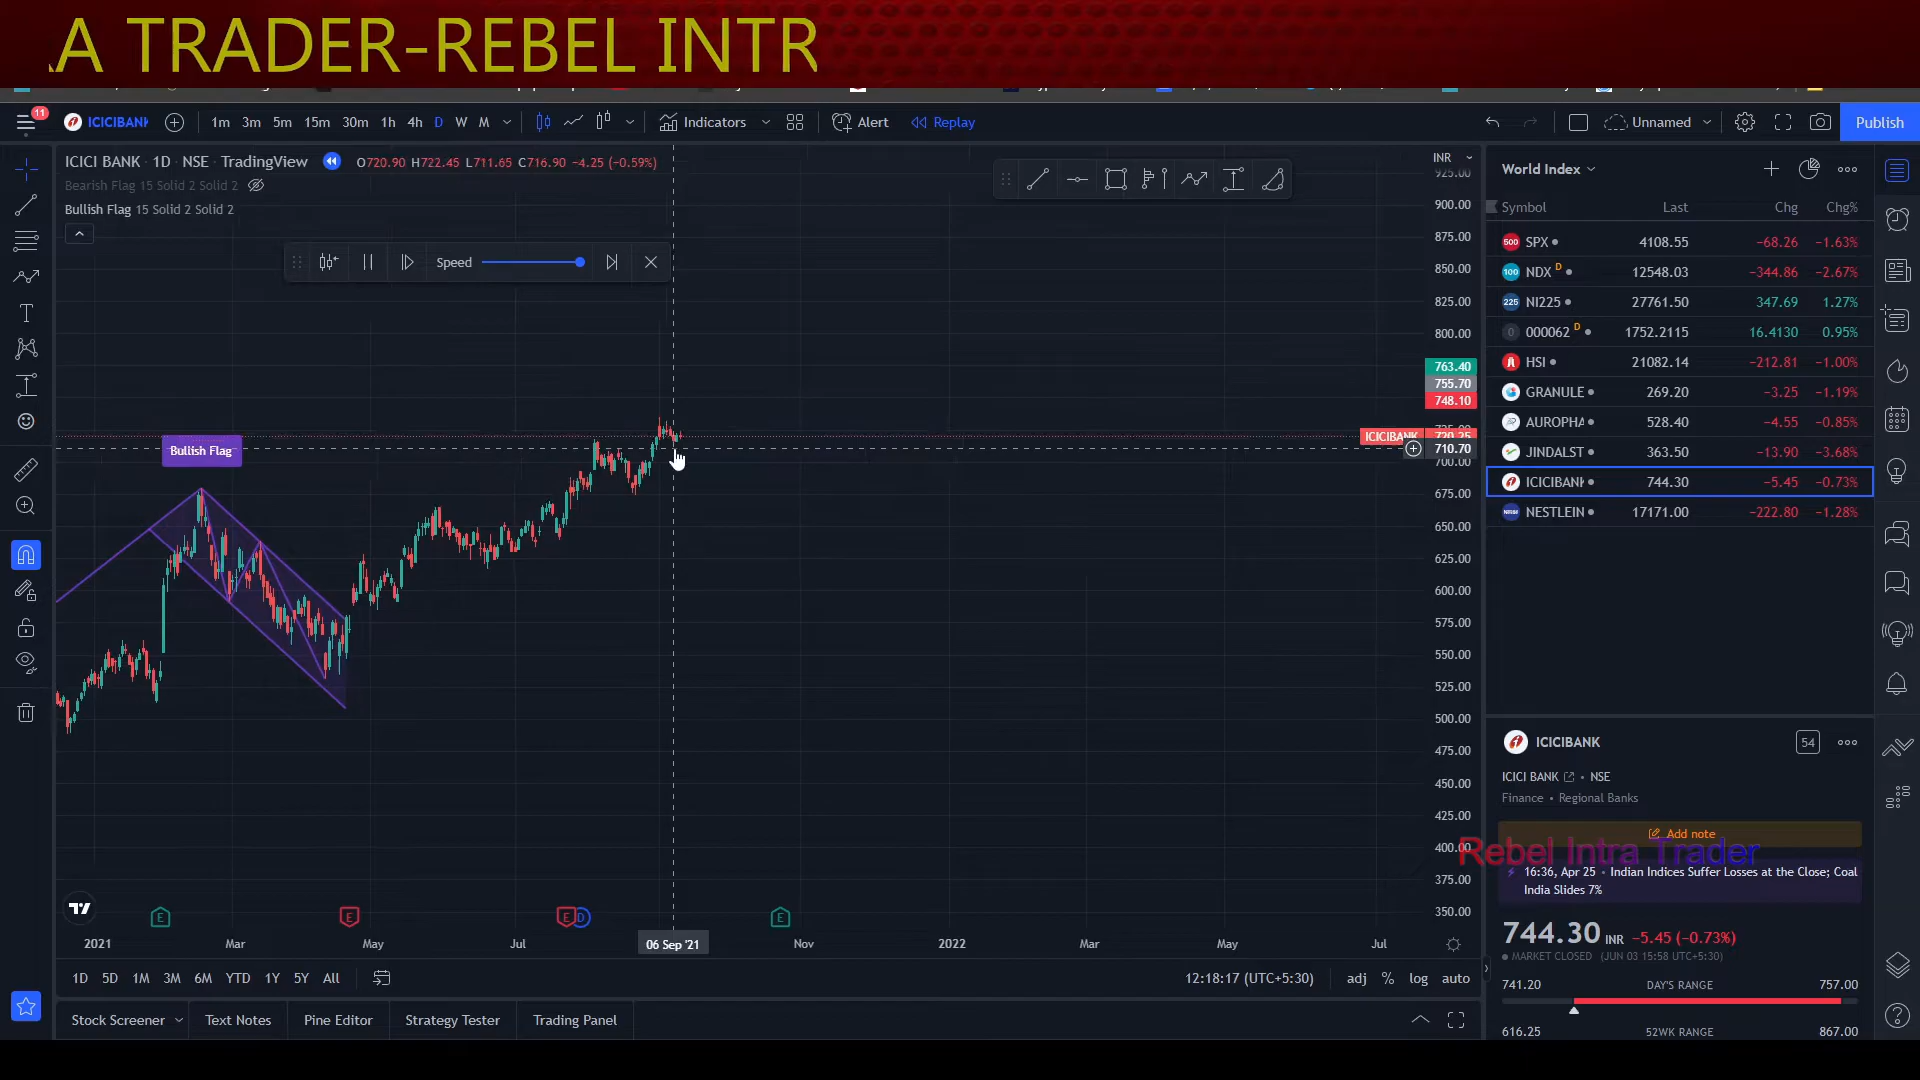 A TRADER-REBEL INTR
11
ICICIBANK 1m 3m 5m 15m 30m 1h 4h D W M Indicators Alert Replay Unnamed Publish
ICICI BANK · 1D · NSE · TradingView O720.90 H722.45 L711.65 C716.90 −4.25 (−0.59%)
Bearish Flag 15 Solid 2 Solid 2
Bullish Flag 15 Solid 2 Solid 2
Speed
Bullish Flag
INR
925.00
900.00
875.00
850.00
825.00
800.00
763.40
755.70
748.10
ICICIBANK 720.25
710.70
700.00
675.00
650.00
625.00
600.00
575.00
550.00
525.00
500.00
475.00
450.00
425.00
400.00
375.00
350.00
E E E D E
2021 Mar May Jul 06 Sep '21 Nov 2022 Mar May Jul
1D 5D 1M 3M 6M YTD 1Y 5Y All 12:18:17 (UTC+5:30) adj % log auto
Stock Screener Text Notes Pine Editor Strategy Tester Trading Panel
World Index
Symbol Last Chg Chg%
500 SPX 4108.55 −68.26 −1.63%
100 NDX D 12548.03 −344.86 −2.67%
225 NI225 27761.50 347.69 1.27%
0 000062 D 1752.2115 16.4130 0.95%
HSI 21082.14 −212.81 −1.00%
GRANULE 269.20 −3.25 −1.19%
AUROPHA 528.40 −4.55 −0.85%
JINDALST 363.50 −13.90 −3.68%
ICICIBANK 744.30 −5.45 −0.73%
NESTLEIN 17171.00 −222.80 −1.28%
ICICIBANK 54
ICICI BANK • NSE
Finance • Regional Banks
Add note
Rebel Intra Trader
16:36, Apr 25 • Indian Indices Suffer Losses at the Close; Coal
India Slides 7%
744.30 INR −5.45 (−0.73%)
MARKET CLOSED (JUN 03 15:58 UTC+5:30)
741.20 DAY'S RANGE 757.00
616.25 52WK RANGE 867.00